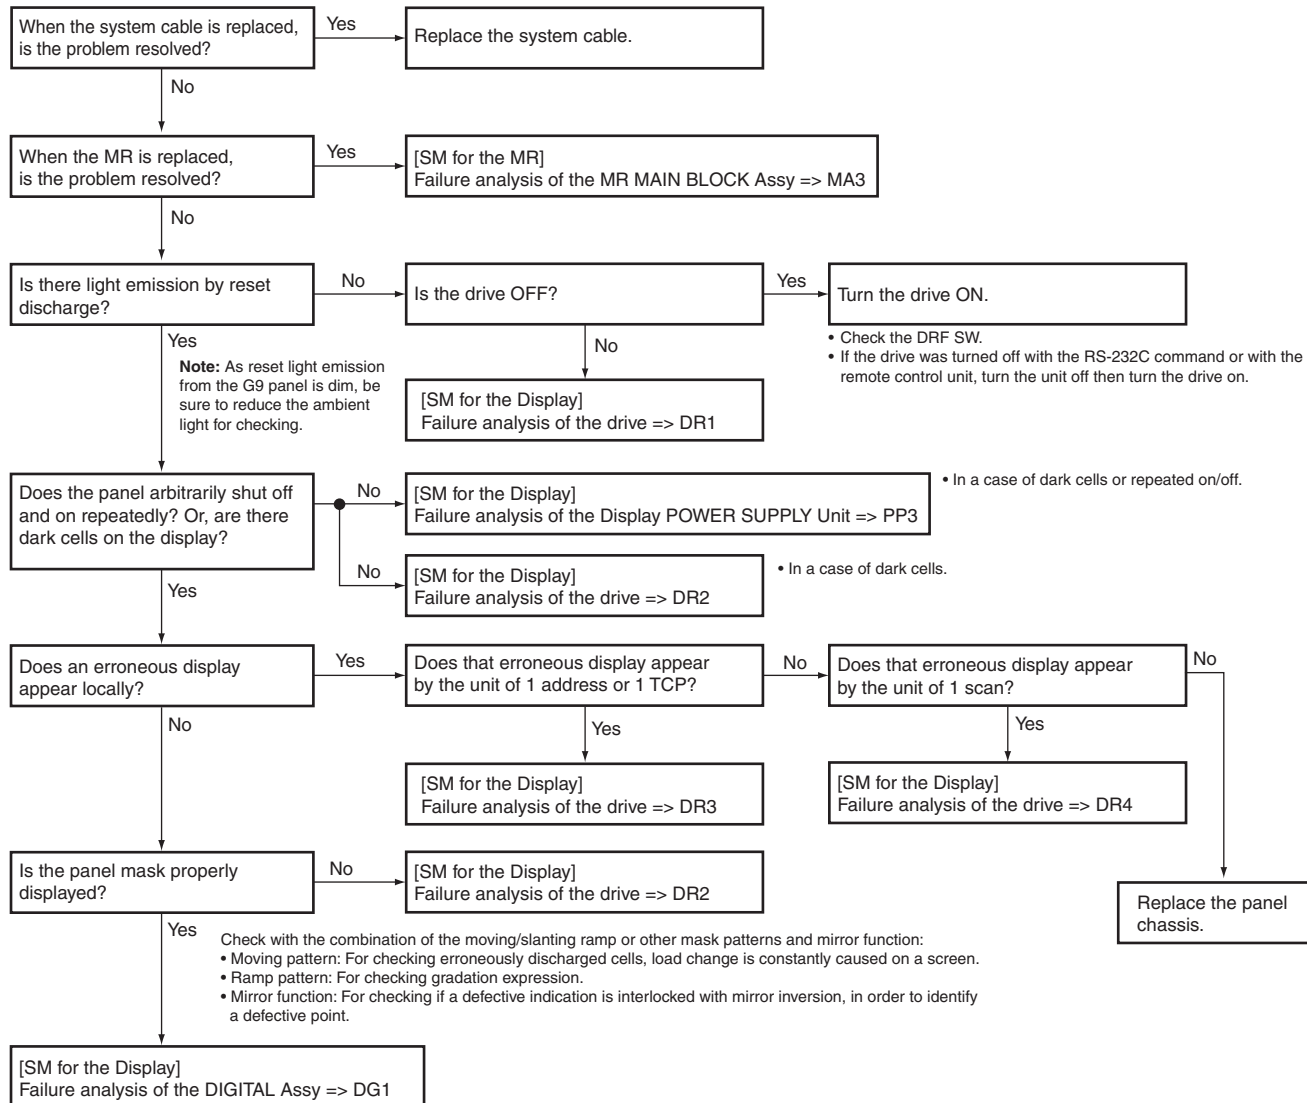 When the system cable is replaced,
is the problem resolved?
Yes
Replace the system cable.
No
When the MR is replaced,
is the problem resolved?
Yes
[SM for the MR]
Failure analysis of the MR MAIN BLOCK Assy => MA3
No
Is there light emission by reset
discharge?
No
Is the drive OFF?
Yes
Turn the drive ON.
• Check the DRF SW.
• If the drive was turned off with the RS-232C command or with the
remote control unit, turn the unit off then turn the drive on.
No
[SM for the Display]
Failure analysis of the drive => DR1
Yes
Note: As reset light emission
from the G9 panel is dim, be
sure to reduce the ambient
light for checking.
Does the panel arbitrarily shut off
and on repeatedly? Or, are there
dark cells on the display?
No
[SM for the Display]
Failure analysis of the Display POWER SUPPLY Unit => PP3
• In a case of dark cells or repeated on/off.
No
[SM for the Display]
Failure analysis of the drive => DR2
• In a case of dark cells.
Yes
Does an erroneous display
appear locally?
Yes
Does that erroneous display appear
by the unit of 1 address or 1 TCP?
No
Does that erroneous display appear
by the unit of 1 scan?
No
Yes
[SM for the Display]
Failure analysis of the drive => DR3
Yes
[SM for the Display]
Failure analysis of the drive => DR4
Replace the panel
chassis.
No
Is the panel mask properly
displayed?
No
[SM for the Display]
Failure analysis of the drive => DR2
Yes
Check with the combination of the moving/slanting ramp or other mask patterns and mirror function:
• Moving pattern: For checking erroneously discharged cells, load change is constantly caused on a screen.
• Ramp pattern: For checking gradation expression.
• Mirror function: For checking if a defective indication is interlocked with mirror inversion, in order to identify
a defective point.
[SM for the Display]
Failure analysis of the DIGITAL Assy => DG1